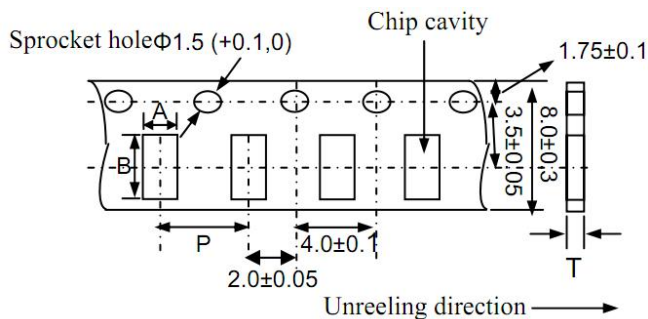 Chip cavity
Sprocket holeΦ1.5 (+0.1,0)
1.75±0.1
A
B
3.5±0.05
8.0±0.3
P
4.0±0.1
2.0±0.05
T
Unreeling direction